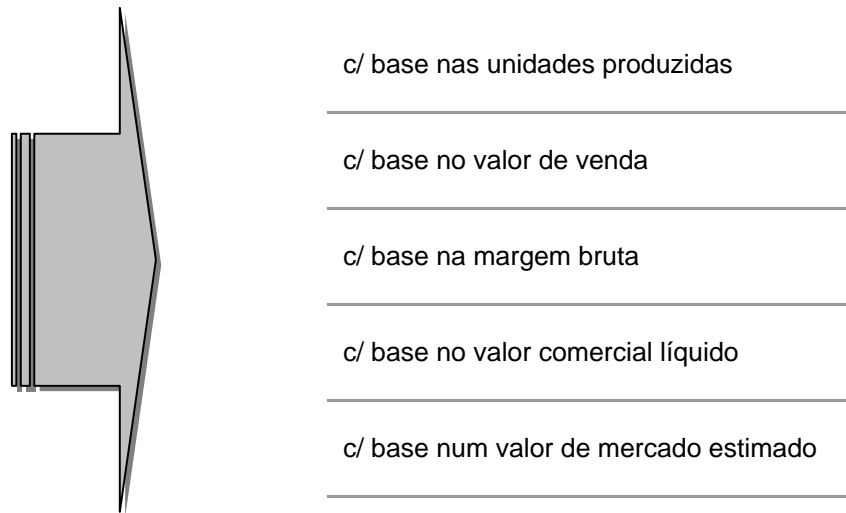 c/ base nas unidades produzidas
c/ base no valor de venda
c/ base na margem bruta
c/ base no valor comercial líquido
c/ base num valor de mercado estimado